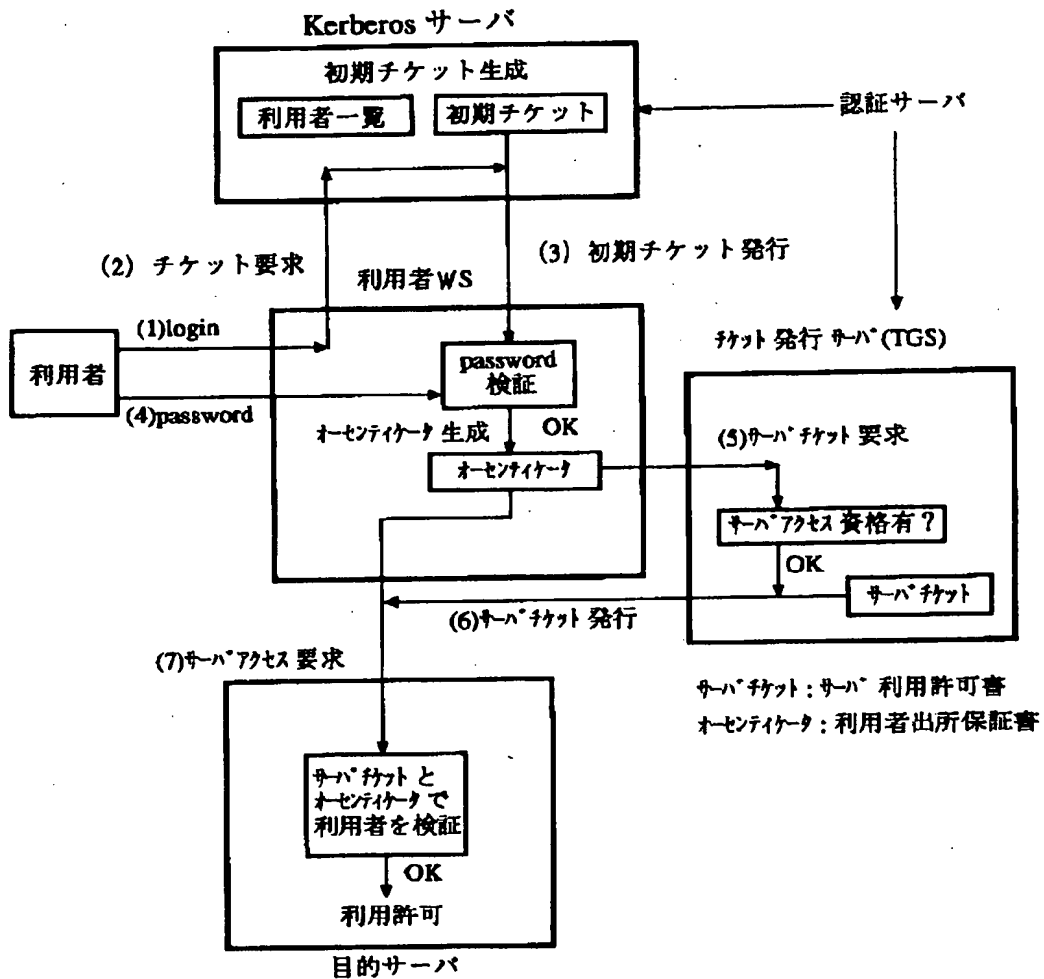 Kerberos サーバ
初期チケット生成
利用者一覧
初期チケット
認証サーバ
(2) チケット要求
(3) 初期チケット発行
利用者WS
(1)login
利用者
(4)password
password
検証
オーセンティケータ 生成
OK
オーセンティケータ
チケット 発行 サーバ(TGS)
(5)サーバチケット 要求
サーバアクセス 資格有?
OK
サーバチケット
(6)サーバチケット 発行
(7)サーバアクセス 要求
サーバチケット:サーバ 利用許可書
オーセンティケータ:利用者出所保証書
サーバチケット と
オーセンティケータ で
利用者を検証
OK
利用許可
目的サーバ